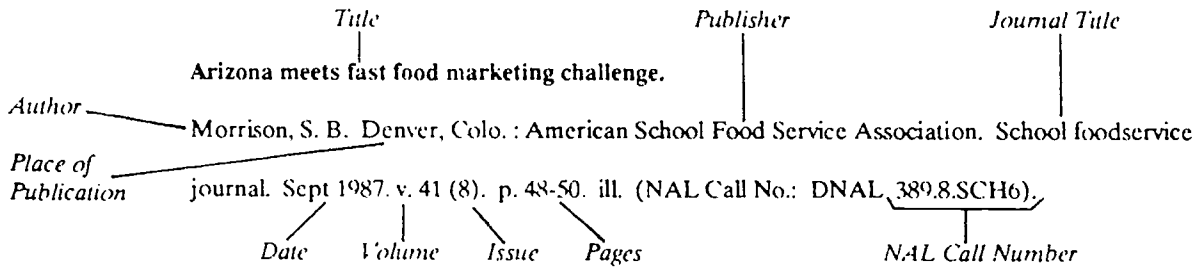 Title Publisher Journal Title
Arizona meets fast food marketing challenge.
Author
Morrison, S. B. Denver, Colo. : American School Food Service Association. School foodservice
Place of
Publication
journal. Sept 1987. v. 41 (8). p. 48-50. ill. (NAL Call No.: DNAL 389.8.SCH6).
Date Volume Issue Pages NAL Call Number